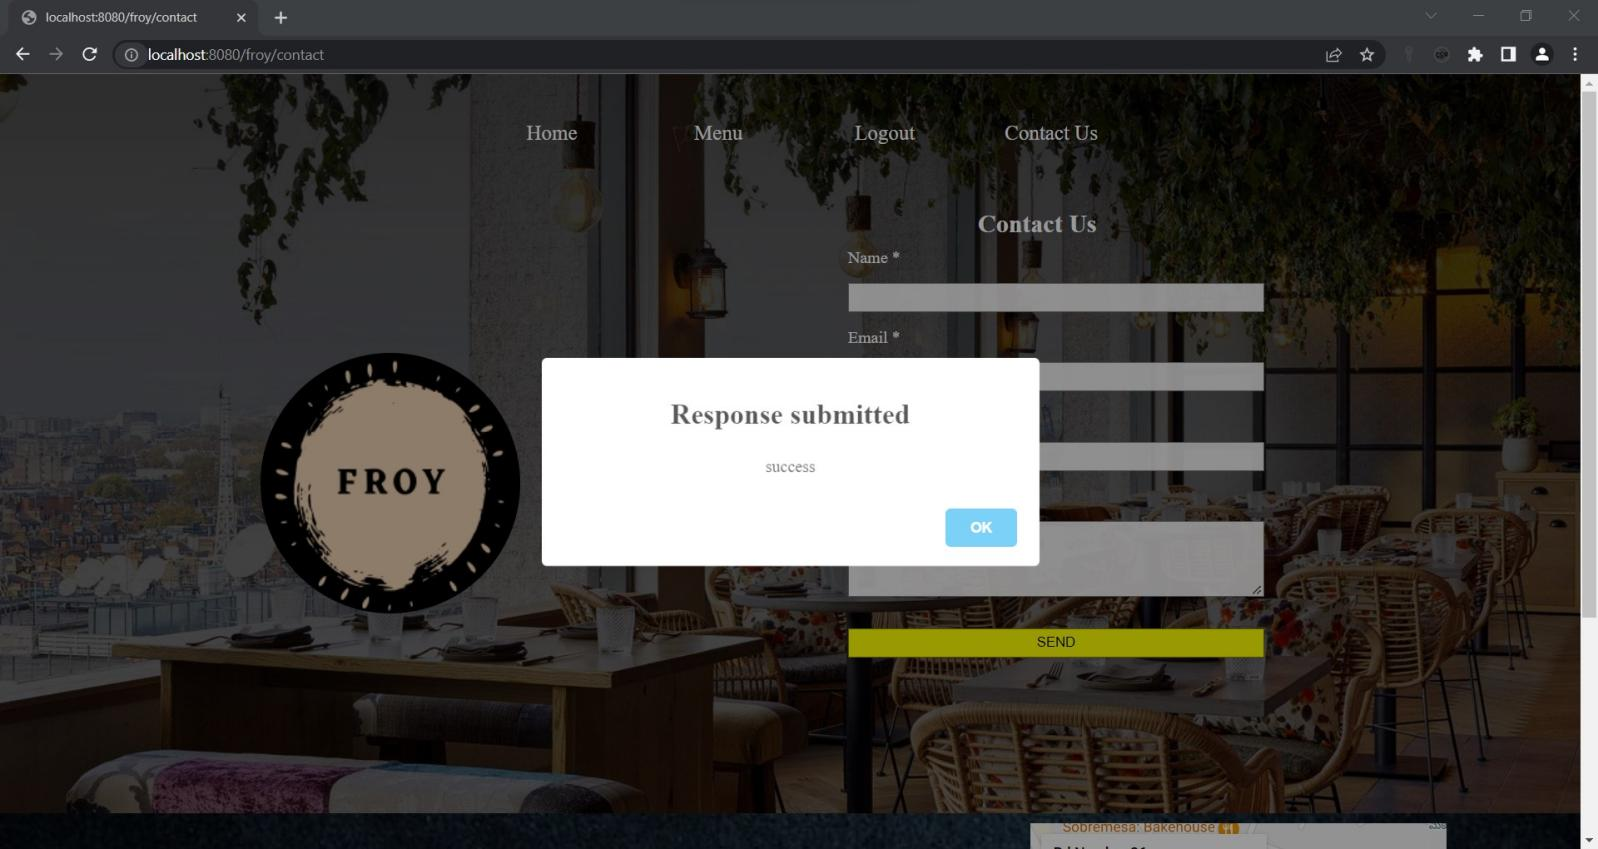 localhost:8080/froy/contact
localhost:8080/froy/contact
Home Menu Logout Contact Us
Contact Us
Name *
Email *
FROY
Response submitted
success
OK
SEND
Sobremesa: Bakehouse